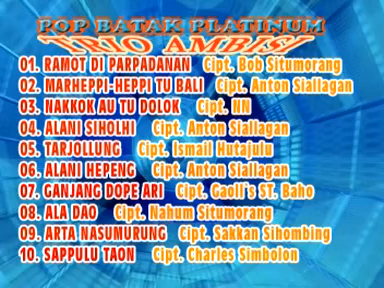 POP BATAK PLATINUM
TRIO AMBISI
01. RAMOT DI PARPADANAN Cipt. Bob Situmorang
02. MARHEPPI-HEPPI TU BALI Cipt. Anton Siallagan
03. NAKKOK AU TU DOLOK Cipt. NN
04. ALANI SIHOLHI Cipt. Anton Siallagan
05. TARJOLLUNG Cipt. Ismail Hutajulu
06. ALANI HEPENG Cipt. Anton Siallagan
07. GANJANG DOPE ARI Cipt. Gaoll's ST. Baho
08. ALA DAO Cipt. Nahum Situmorang
09. ARTA NASUMURUNG Cipt. Sakkan Sihombing
10. SAPPULU TAON Cipt. Charles Simbolon